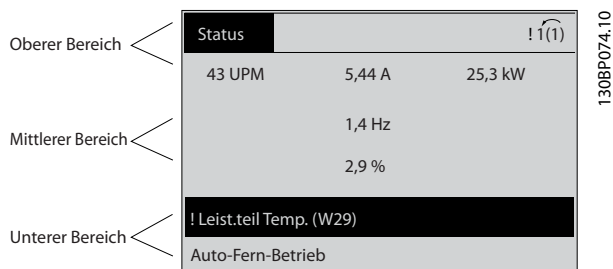 Oberer Bereich
Status
! 1(1)
43 UPM 5,44 A 25,3 kW
Mittlerer Bereich
1,4 Hz
2,9 %
Unterer Bereich
! Leist.teil Temp. (W29)
Auto-Fern-Betrieb
130BP074.10